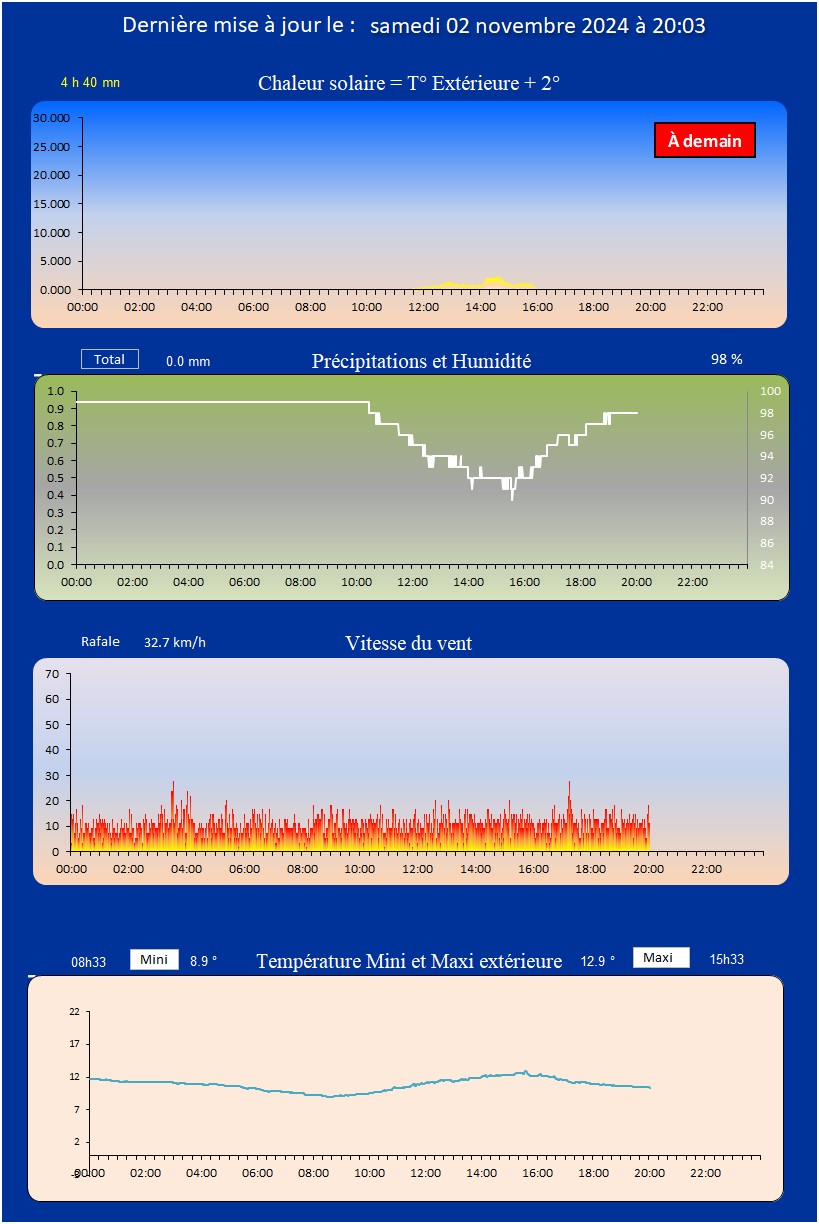 Dernière mise à jour le : samedi 02 novembre 2024 à 20:03
4 h 40 mn
Chaleur solaire = T° Extérieure + 2°
30.000
À demain
25.000
20.000
15.000
10.000
5.000
0.000
00:00 02:00 04:00 06:00 08:00 10:00 12:00 14:00 16:00 18:00 20:00 22:00
Total 0.0 mm Précipitations et Humidité 98 %
1.0 100
0.9 98
0.8 96
0.7
0.6 94
0.5 92
0.4 90
0.3
0.2 88
0.1 86
0.0 84
00:00 02:00 04:00 06:00 08:00 10:00 12:00 14:00 16:00 18:00 20:00 22:00
Rafale 32.7 km/h Vitesse du vent
70
60
50
40
30
20
10
0
00:00 02:00 04:00 06:00 08:00 10:00 12:00 14:00 16:00 18:00 20:00 22:00
08h33 Mini 8.9 ° Température Mini et Maxi extérieure 12.9 ° Maxi 15h33
22
17
12
7
2
-3
00:00 02:00 04:00 06:00 08:00 10:00 12:00 14:00 16:00 18:00 20:00 22:00